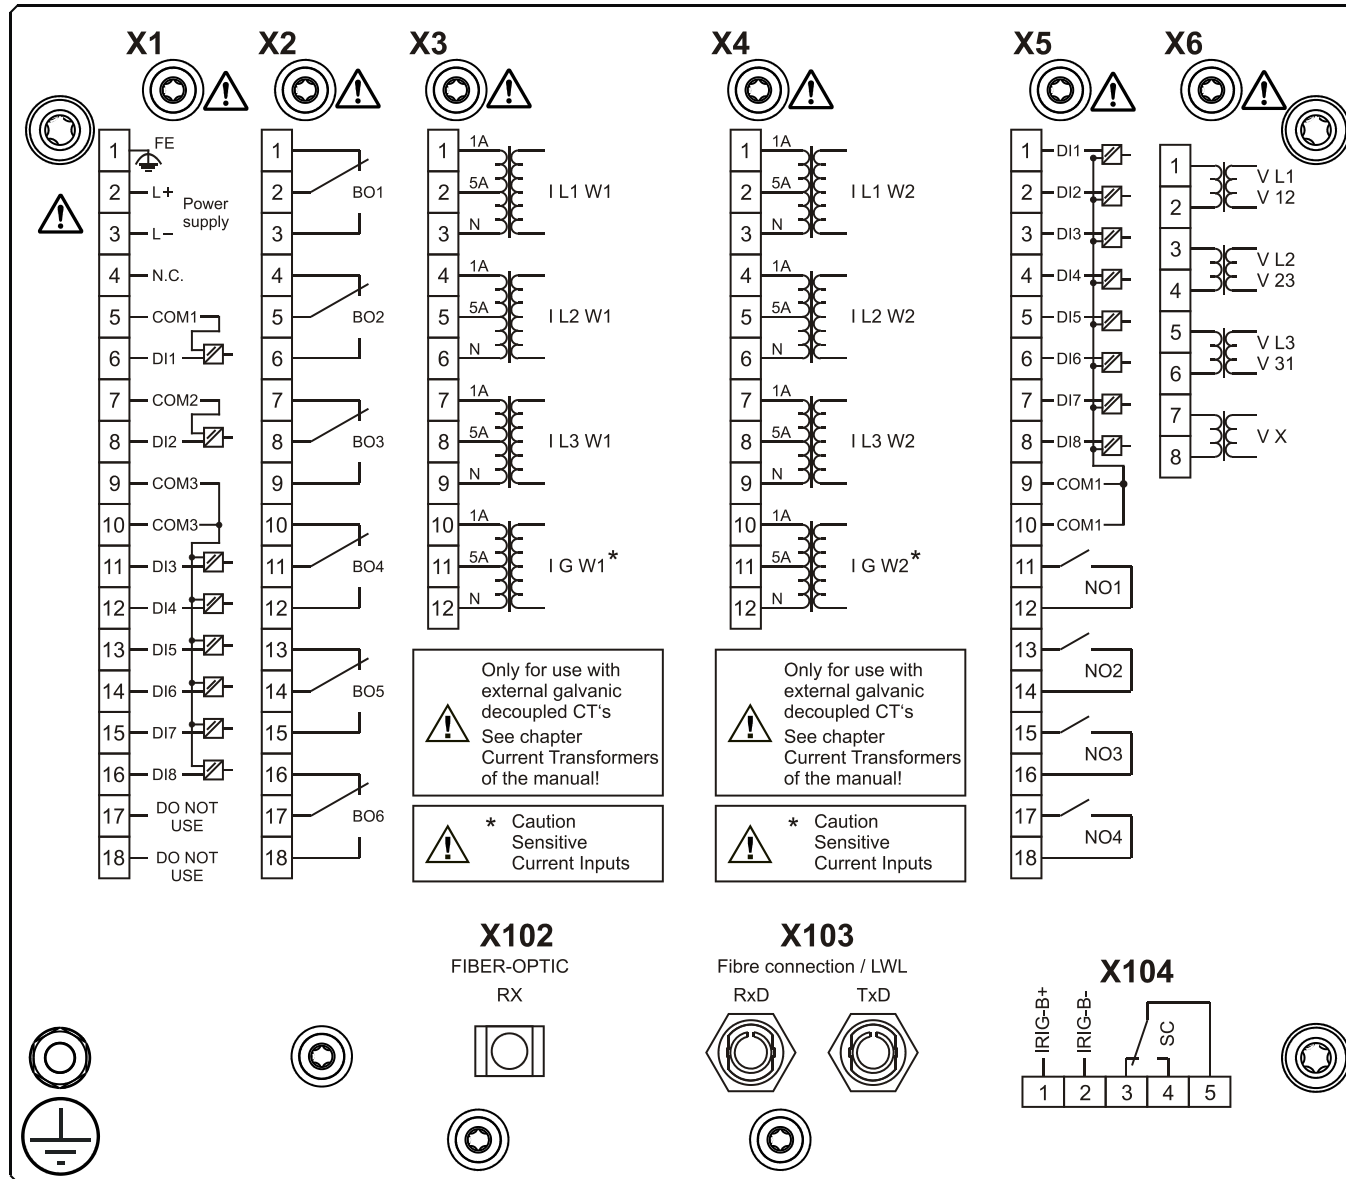 X1
1 FE
2 L+ Power
supply
3 L−
4 N.C.
5 COM1
6 DI1
7 COM2
8 DI2
9 COM3
10 COM3
11 DI3
12 DI4
13 DI5
14 DI6
15 DI7
16 DI8
17 DO NOT
USE
18 DO NOT
USE
X2
1
2 BO1
3
4
5 BO2
6
7
8 BO3
9
10
11 BO4
12
13
14 BO5
15
16
17 BO6
18
X3
1 1A
2 5A I L1 W1
3 N
4 1A
5 5A I L2 W1
6 N
7 1A
8 5A I L3 W1
9 N
10 1A
11 5A I G W1*
12 N
Only for use with
external galvanic
decoupled CT‘s
See chapter
Current Transformers
of the manual!
* Caution
Sensitive
Current Inputs
X4
1 1A
2 5A I L1 W2
3 N
4 1A
5 5A I L2 W2
6 N
7 1A
8 5A I L3 W2
9 N
10 1A
11 5A I G W2*
12 N
Only for use with
external galvanic
decoupled CT‘s
See chapter
Current Transformers
of the manual!
* Caution
Sensitive
Current Inputs
X5
1 DI1
2 DI2
3 DI3
4 DI4
5 DI5
6 DI6
7 DI7
8 DI8
9 COM1
10 COM1
11
NO1
12
13
NO2
14
15
NO3
16
17
NO4
18
X6
1 V L1
2 V 12
3 V L2
4 V 23
5 V L3
6 V 31
7
V X
8
X102
FIBER-OPTIC
RX
X103
Fibre connection / LWL
RxD TxD
X104
IRIG-B+
IRIG-B-
SC
1 2 3 4 5